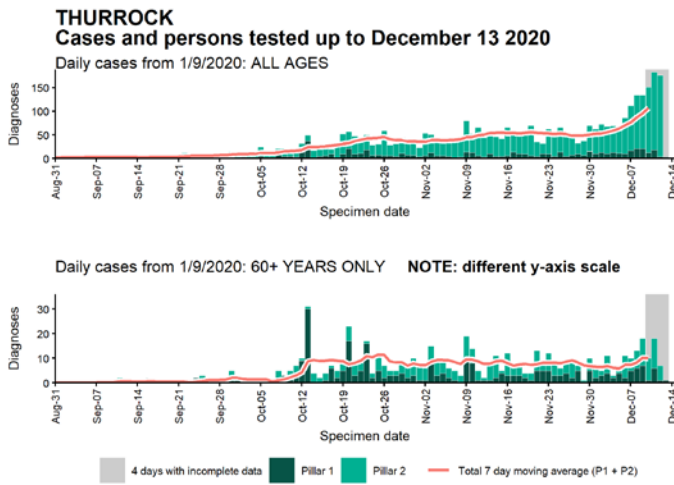 THURROCK
Cases and persons tested up to December 13 2020
Daily cases from 1/9/2020: ALL AGES
Diagnoses
150
100
50
0
Aug-31 Sep-07 Sep-14 Sep-21 Sep-28 Oct-05 Oct-12 Oct-19 Oct-26 Nov-02 Nov-09 Nov-16 Nov-23 Nov-30 Dec-07 Dec-14
Specimen date
Daily cases from 1/9/2020: 60+ YEARS ONLY NOTE: different y-axis scale
Diagnoses
30
20
10
0
Aug-31 Sep-07 Sep-14 Sep-21 Sep-28 Oct-05 Oct-12 Oct-19 Oct-26 Nov-02 Nov-09 Nov-16 Nov-23 Nov-30 Dec-07 Dec-14
Specimen date
4 days with incomplete data Pillar 1 Pillar 2 Total 7 day moving average (P1 + P2)